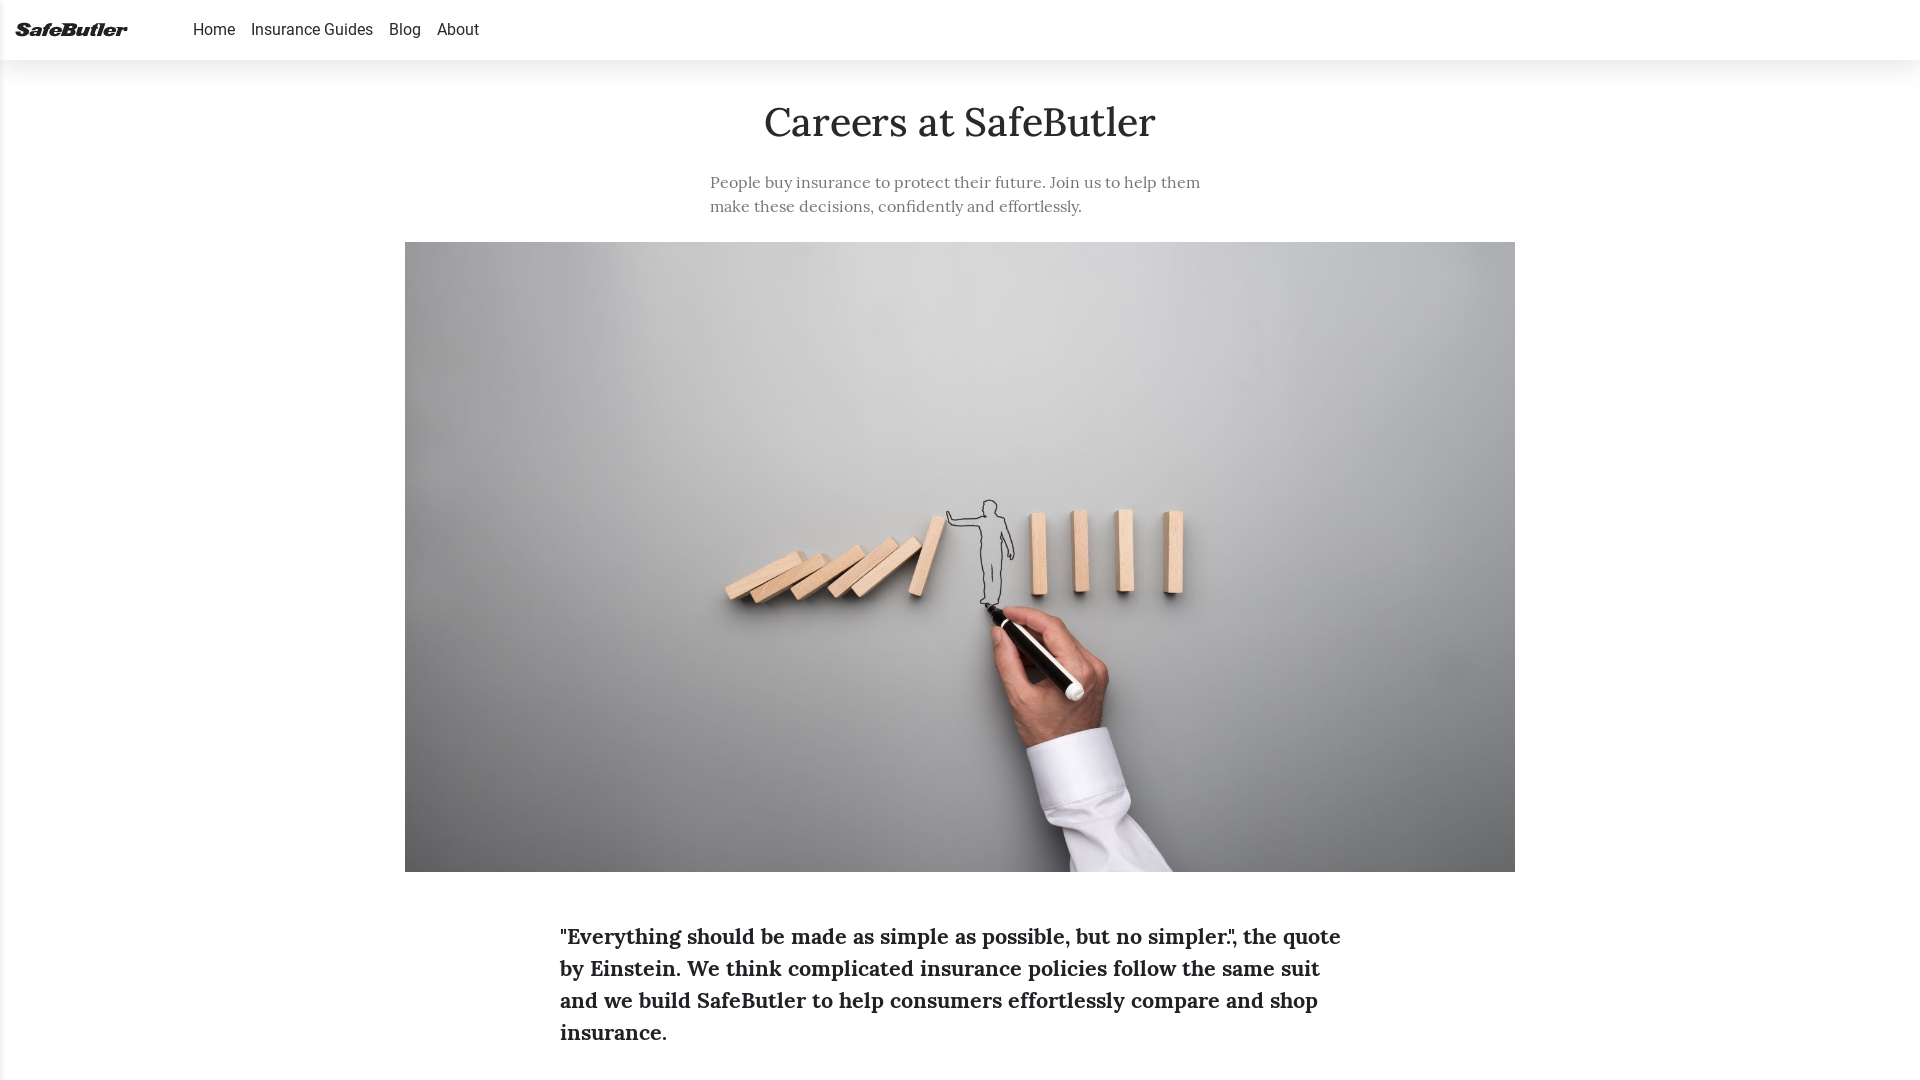 SafeButler
Home Insurance Guides Blog About
Careers at SafeButler
People buy insurance to protect their future. Join us to help them
make these decisions, confidently and effortlessly.
"Everything should be made as simple as possible, but no simpler.", the quote
by Einstein. We think complicated insurance policies follow the same suit
and we build SafeButler to help consumers effortlessly compare and shop
insurance.